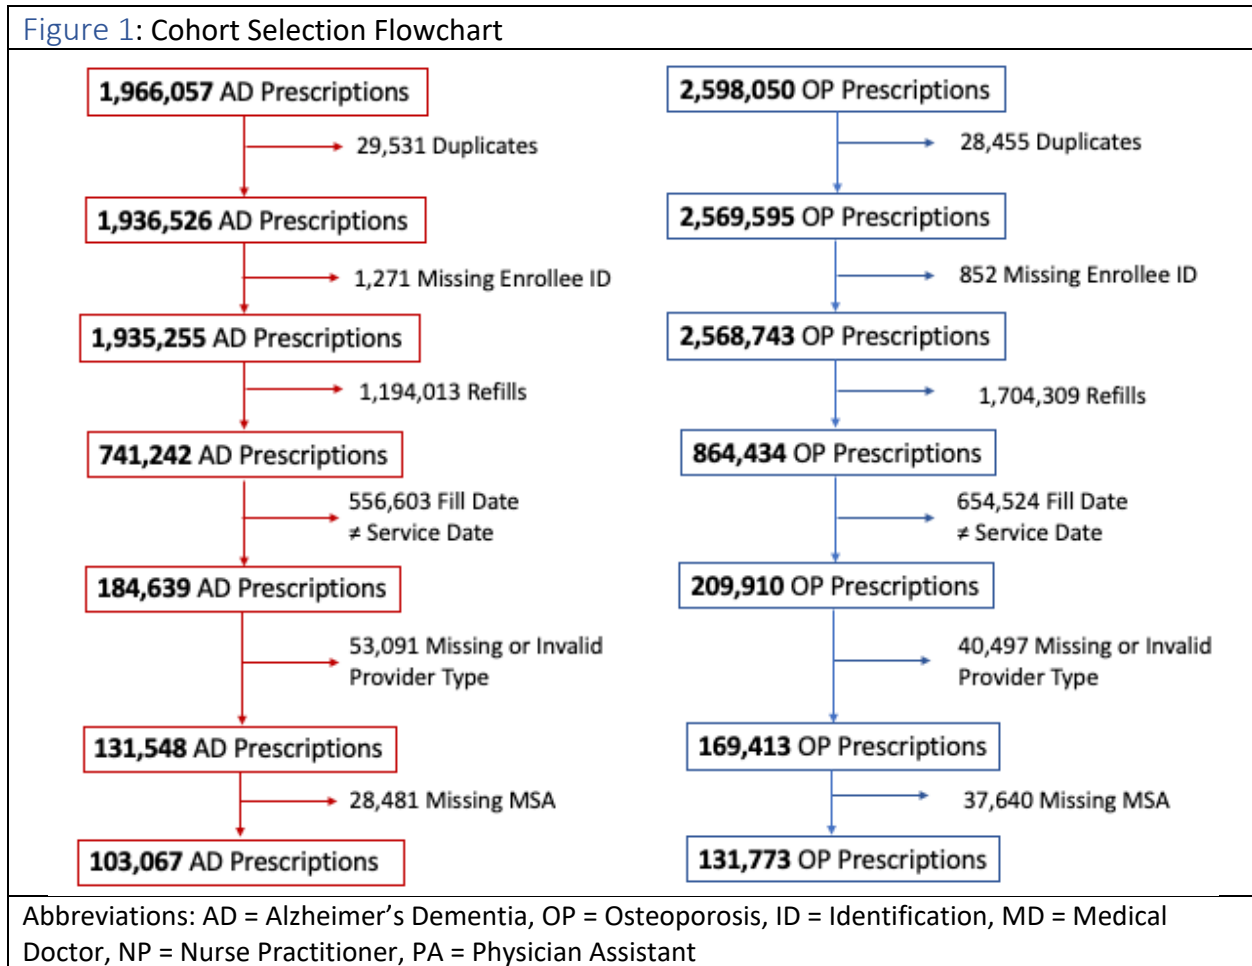 Figure 1: Cohort Selection Flowchart
1,966,057 AD Prescriptions
29,531 Duplicates
1,936,526 AD Prescriptions
1,271 Missing Enrollee ID
1,935,255 AD Prescriptions
1,194,013 Refills
741,242 AD Prescriptions
556,603 Fill Date
≠ Service Date
184,639 AD Prescriptions
53,091 Missing or Invalid
Provider Type
131,548 AD Prescriptions
28,481 Missing MSA
103,067 AD Prescriptions
2,598,050 OP Prescriptions
28,455 Duplicates
2,569,595 OP Prescriptions
852 Missing Enrollee ID
2,568,743 OP Prescriptions
1,704,309 Refills
864,434 OP Prescriptions
654,524 Fill Date
≠ Service Date
209,910 OP Prescriptions
40,497 Missing or Invalid
Provider Type
169,413 OP Prescriptions
37,640 Missing MSA
131,773 OP Prescriptions
Abbreviations: AD = Alzheimer’s Dementia, OP = Osteoporosis, ID = Identification, MD = Medical
Doctor, NP = Nurse Practitioner, PA = Physician Assistant